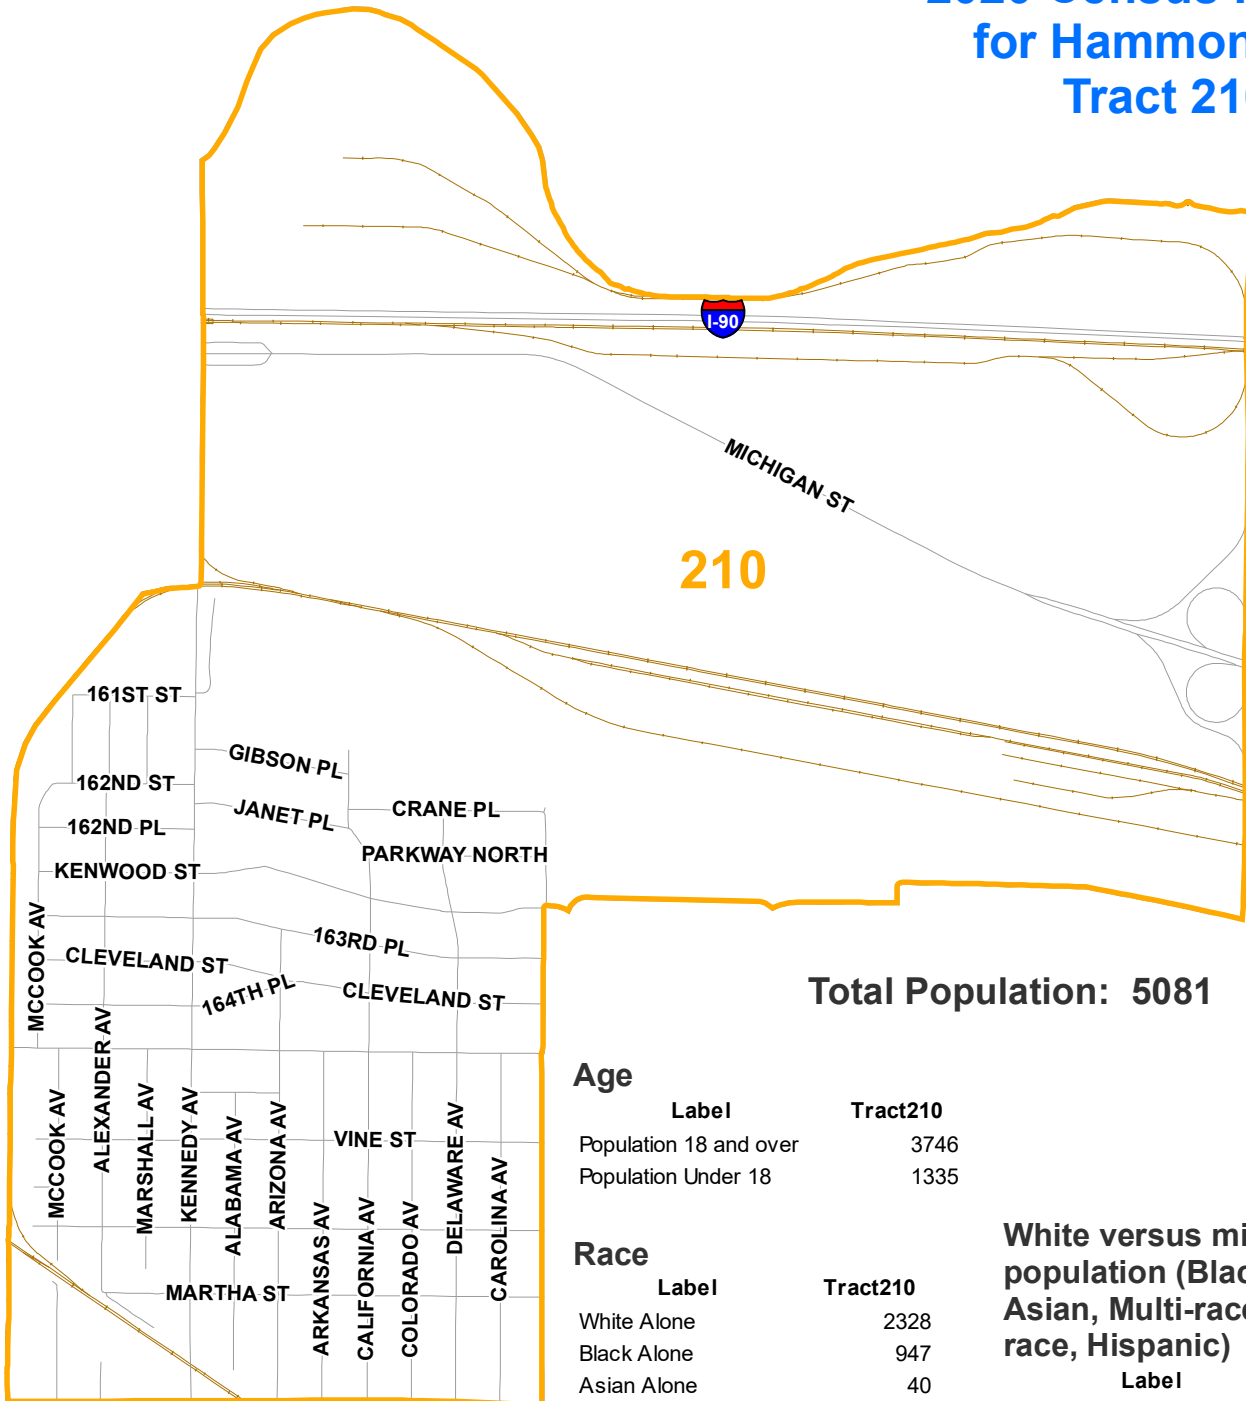 2020 Census
for Hammon
Tract 21
I-90
MICHIGAN ST
210
161ST ST
GIBSON PL
162ND ST
JANET PL
CRANE PL
162ND PL
PARKWAY NORTH
KENWOOD ST
MCCOOK AV
163RD PL
CLEVELAND ST
164TH PL
CLEVELAND ST
Total Population: 5081
MCCOOK AV
ALEXANDER AV
MARSHALL AV
KENNEDY AV
ALABAMA AV
ARIZONA AV
VINE ST
ARKANSAS AV
CALIFORNIA AV
COLORADO AV
DELAWARE AV
CAROLINA AV
MARTHA ST
Age
Label Tract210
Population 18 and over 3746
Population Under 18 1335
Race
Label Tract210
White Alone 2328
Black Alone 947
Asian Alone 40
White versus mi
population (Blac
Asian, Multi-race
race, Hispanic)
Label